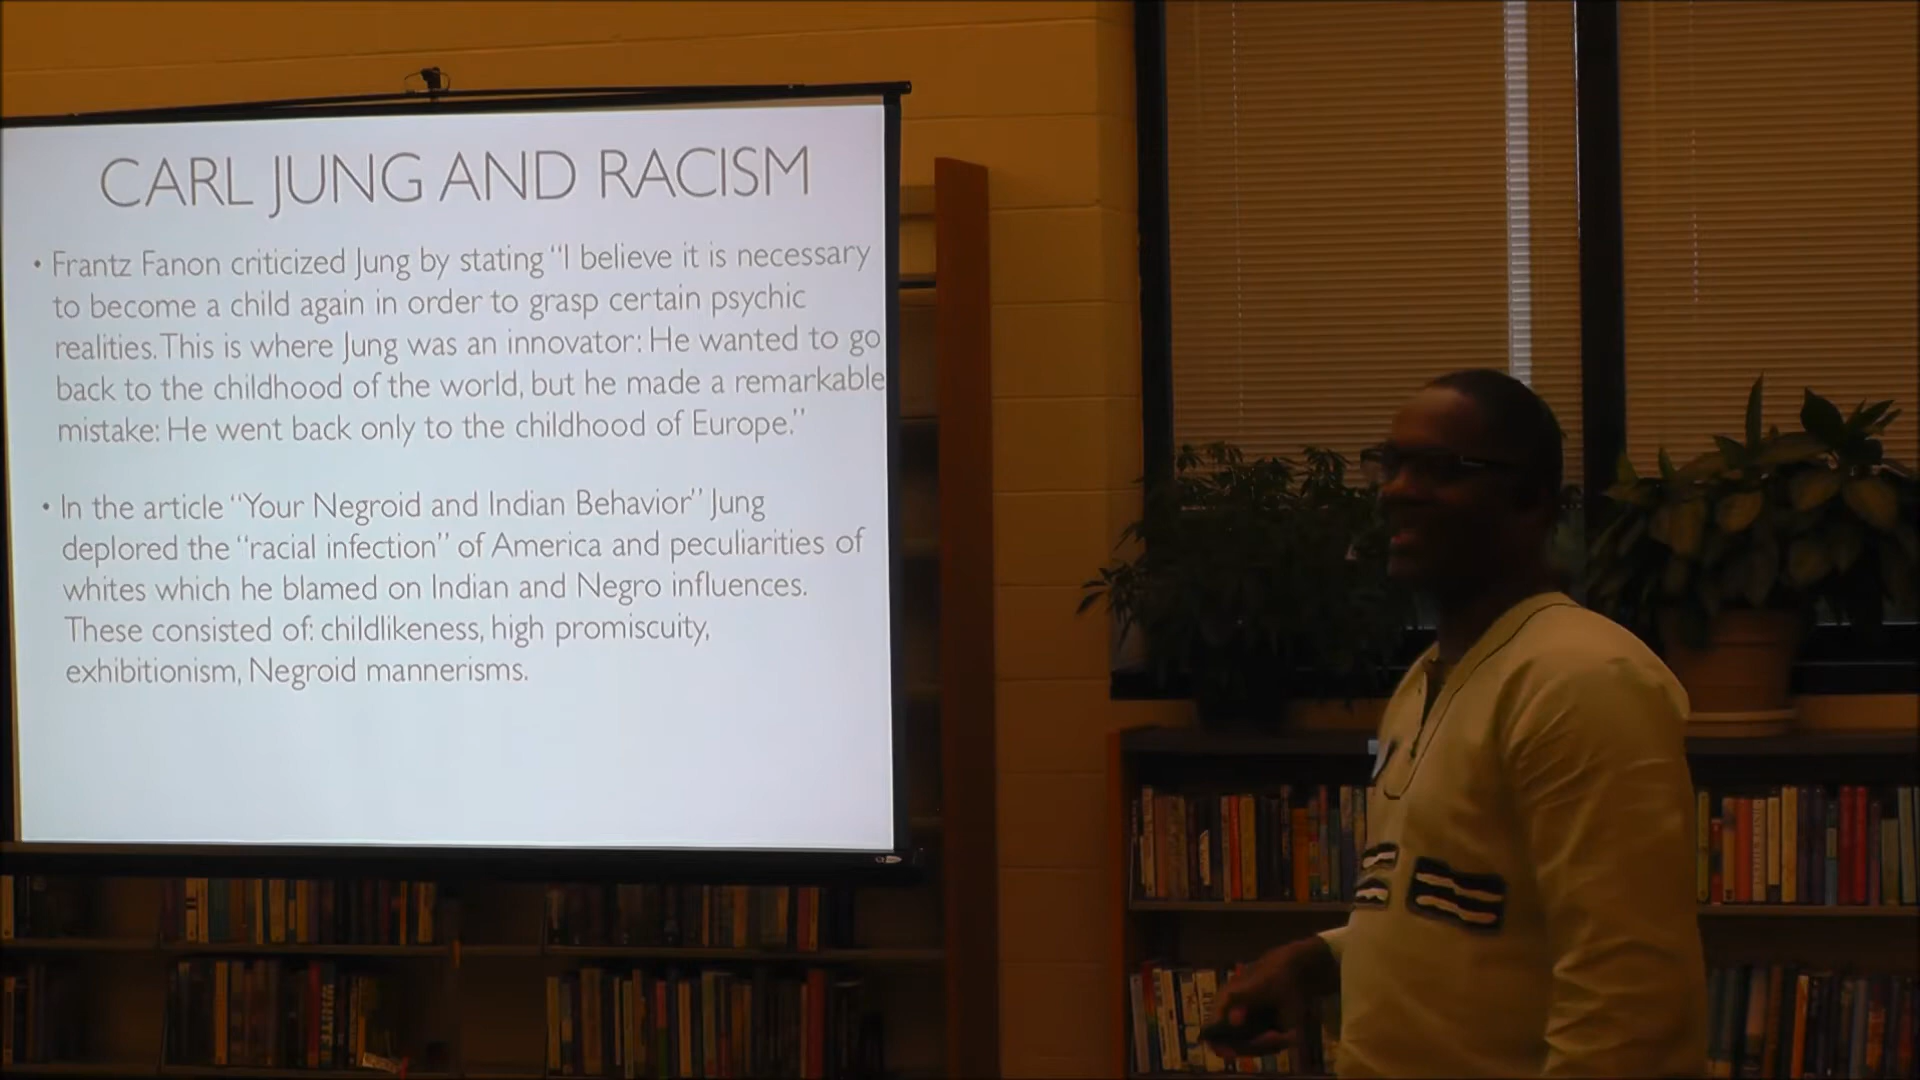 CARL JUNG AND RACISM
• Frantz Fanon criticized Jung by stating “I believe it is necessary
to become a child again in order to grasp certain psychic
realities. This is where Jung was an innovator: He wanted to go
back to the childhood of the world, but he made a remarkable
mistake: He went back only to the childhood of Europe.”
• In the article “Your Negroid and Indian Behavior” Jung
deplored the “racial infection” of America and peculiarities of
whites which he blamed on Indian and Negro influences.
These consisted of: childlikeness, high promiscuity,
exhibitionism, Negroid mannerisms.
WHITE